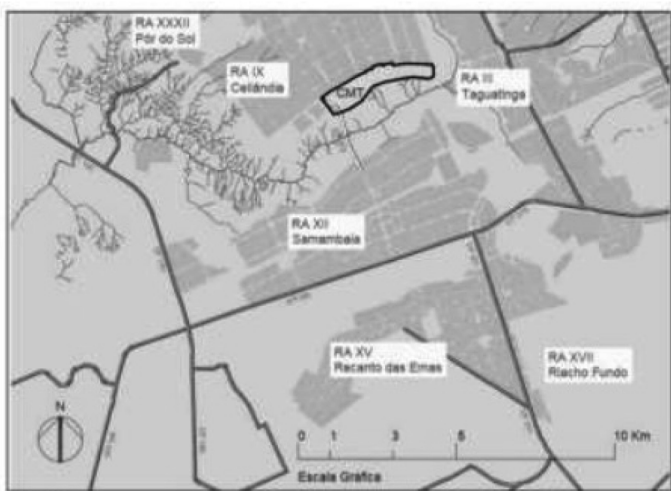 RA XXXII
Pôr do Sol
RA IX
Ceilândia
CMT
RA III
Taguatinga
RA XII
Samambaia
RA XV
Recanto das Emas
RA XVII
Riacho Fundo
N
0 1 3 5 10 Km
Escala Gráfica